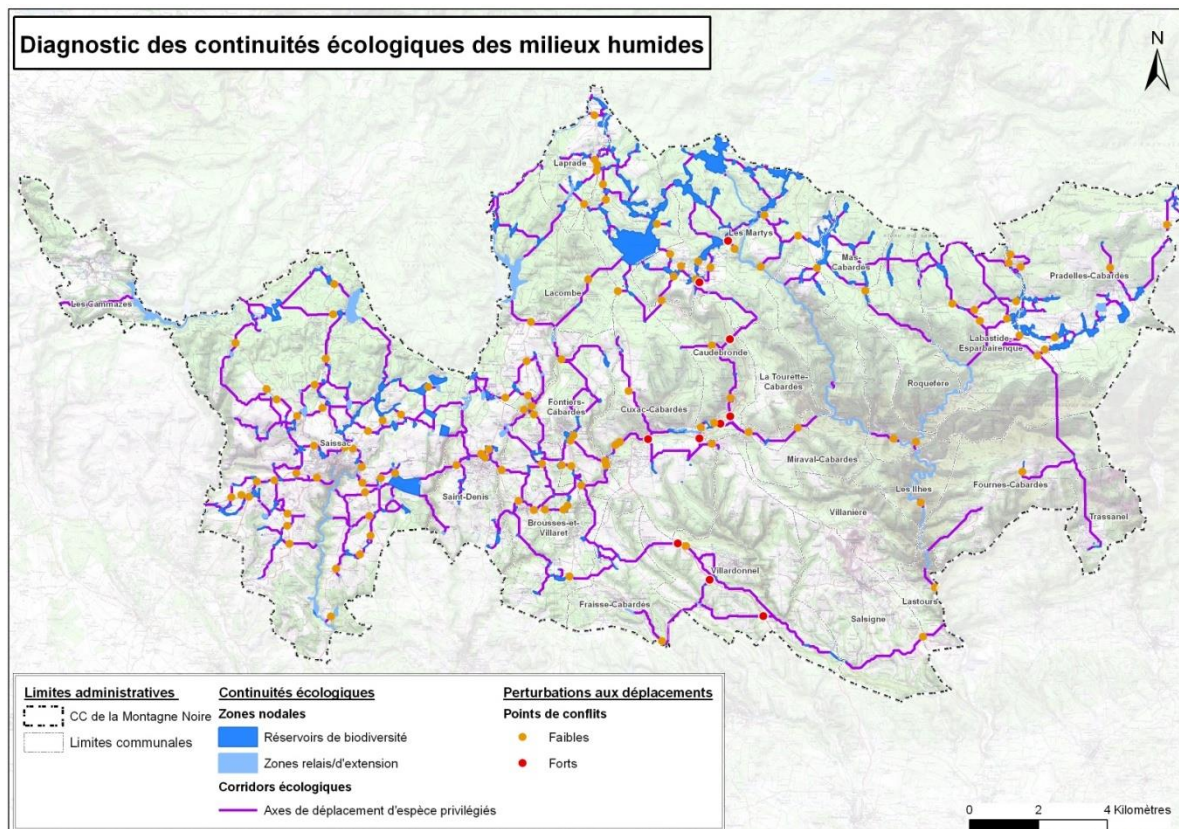 Diagnostic des continuités écologiques des milieux humides
N
Laprade
Les Martys
Mas-
Cabardès
Pradelles-Cabardès
Les Cammazes
Lacombe
Labastide-
Esparbairenque
Caudebronde
La Tourette-
Cabardès
Roquefère
Fontiers-
Cabardès
Cuxac-Cabardès
Saissac
Miraval-Cabardes
Fournes-Cabardès
Saint-Denis
Les Ilhes
Trassanel
Villanière
Brousses-et-
Villaret
Villardonnel
Fraisse-Cabardès
Lastours
Salsigne
Limites administratives
CC de la Montagne Noire
Limites communales
Continuités écologiques
Zones nodales
Réservoirs de biodiversité
Zones relais/d'extension
Corridors écologiques
Axes de déplacement d'espèce privilégiés
Perturbations aux déplacements
Points de conflits
Faibles
Forts
0 2 4 Kilomètres